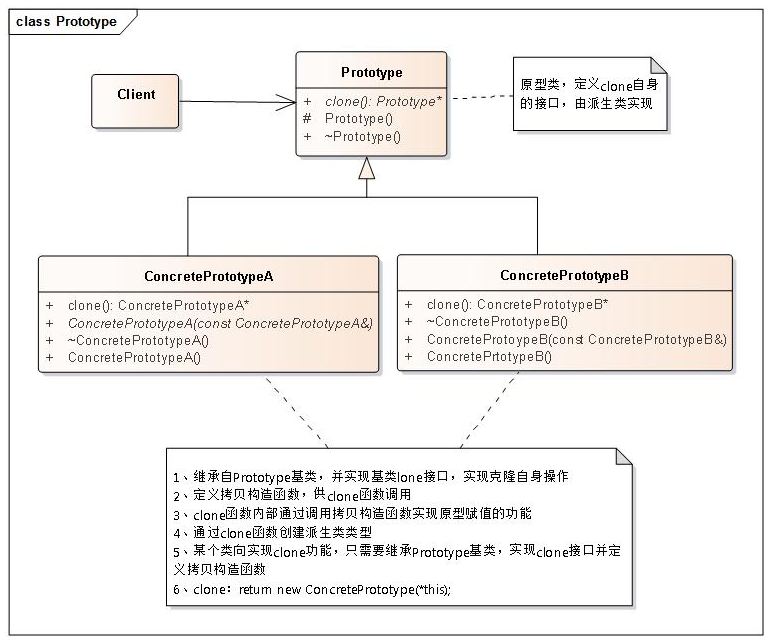 class Prototype
Client
Prototype
+ clone(): Prototype*
# Prototype()
+ ~Prototype()
原型类，定义clone自身
的接口，由派生类实现
ConcretePrototypeA
+ clone(): ConcretePrototypeA*
+ ConcretePrototypeA(const ConcretePrototypeA&)
+ ~ConcretePrototypeA()
+ ConcretePrototypeA()
ConcretePrototypeB
+ clone(): ConcretePrototypeB*
+ ~ConcretePrototypeB()
+ ConcreteProtoypeB(const ConcretePrototypeB&)
+ ConcretePrtotypeB()
1、继承自Prototype基类，并实现基类lone接口，实现克隆自身操作
2、定义拷贝构造函数，供clone函数调用
3、clone函数内部通过调用拷贝构造函数实现原型赋值的功能
4、通过clone函数创建派生类类型
5、某个类向实现clone功能，只需要继承Prototype基类，实现clone接口并定
义拷贝构造函数
6、clone：return new ConcretePrototype(*this);